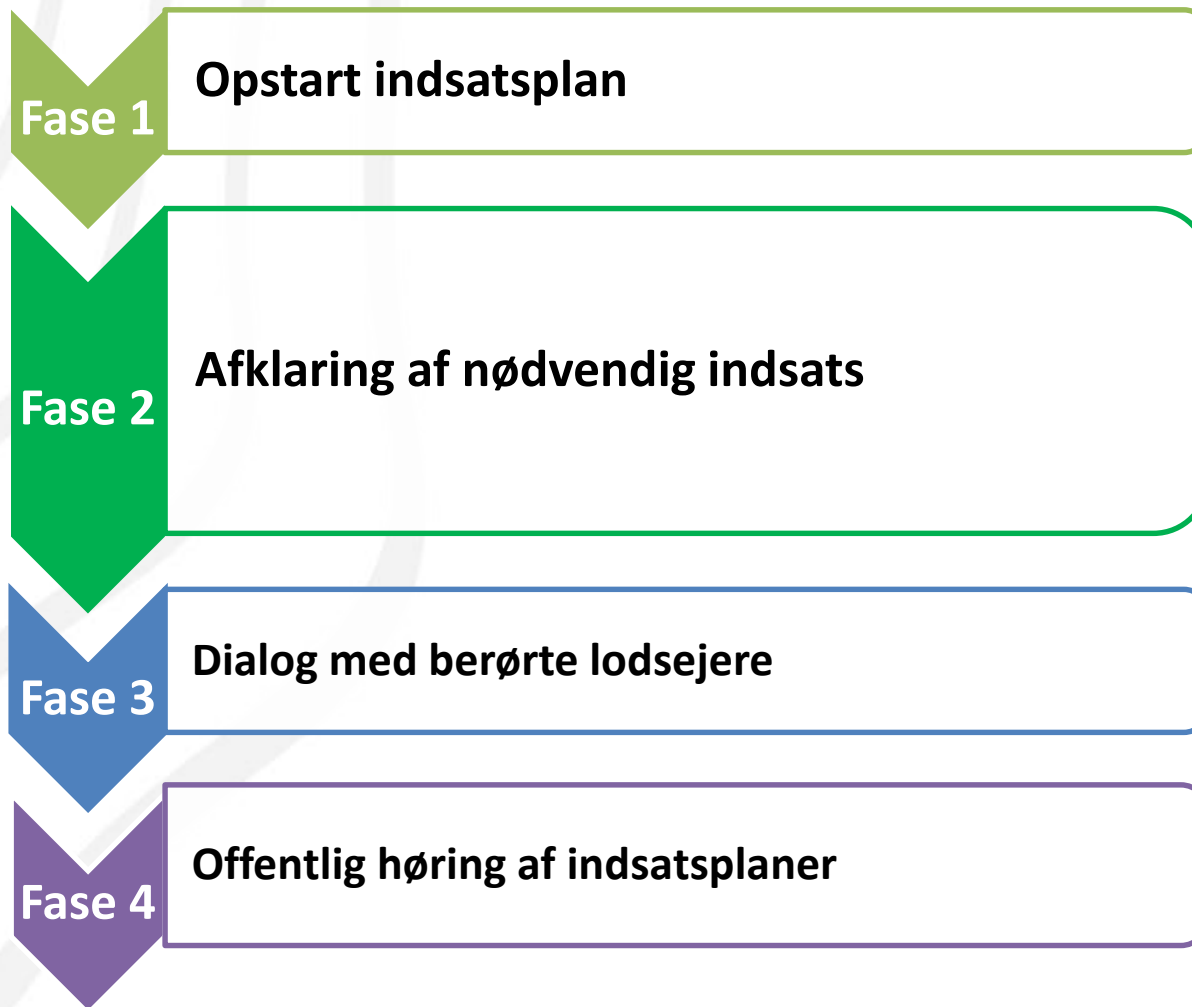 Fase 1
Opstart indsatsplan
Fase 2
Afklaring af nødvendig indsats
Fase 3
Dialog med berørte lodsejere
Fase 4
Offentlig høring af indsatsplaner